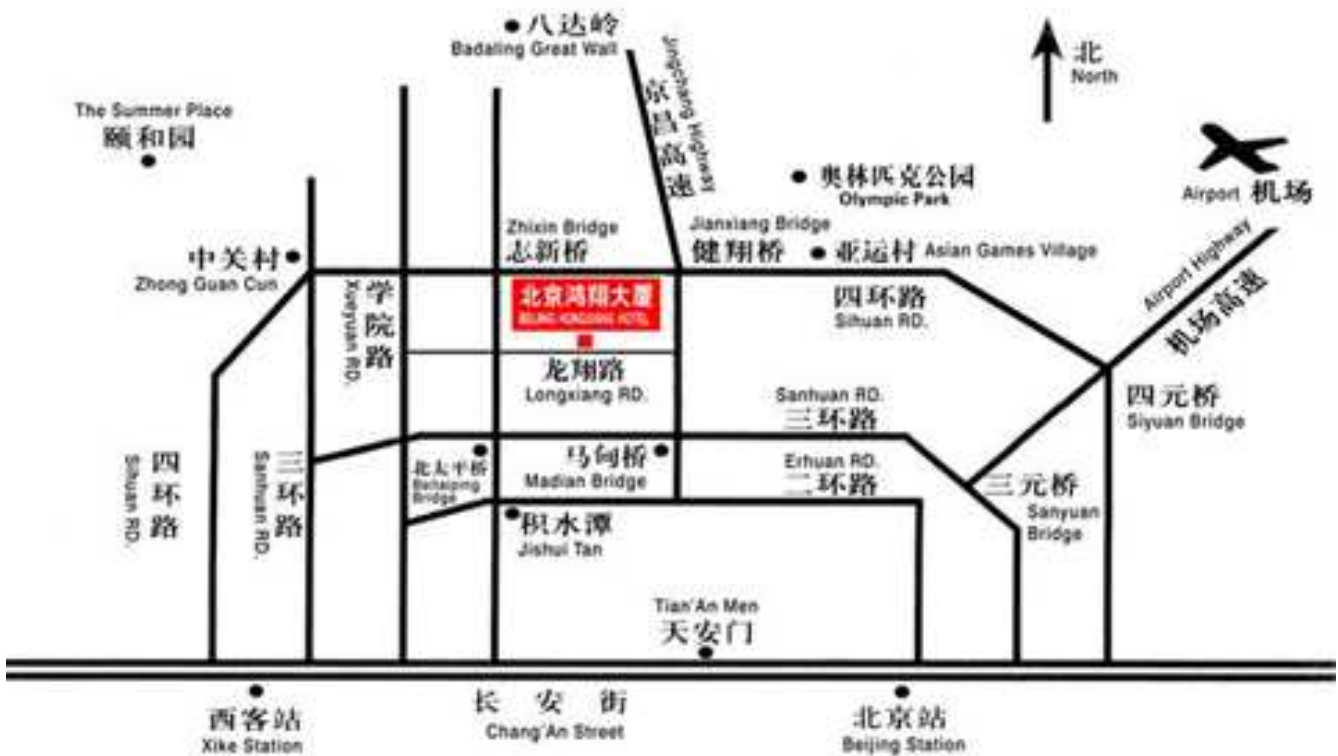 八达岭
Badaling Great Wall
北
North
The Summer Place
颐和园
京昌高速
Jingchang Highway
奥林匹克公园
Olympic Park
Airport 机场
Zhixin Bridge
志新桥
Jianxiang Bridge
健翔桥
亚运村 Asian Games Village
中关村
Zhong Guan Cun
Airport Highway
机场高速
学院路
Xueyuan RD.
北京鸿翔大厦
BEIJING HONGXIANG HOTEL
四环路
Sihuan RD.
龙翔路
Longxiang RD.
Sanhuan RD.
三环路
四元桥
Siyuan Bridge
四环路
Sihuan RD.
三环路
Sanhuan RD.
北太平桥
Beitaiping
Bridge
马甸桥
Madian Bridge
Erhuan RD.
二环路
三元桥
Sanyuan
Bridge
积水潭
Jishui Tan
Tian'An Men
天安门
西客站
Xike Station
长安街
Chang'An Street
北京站
Beijing Station